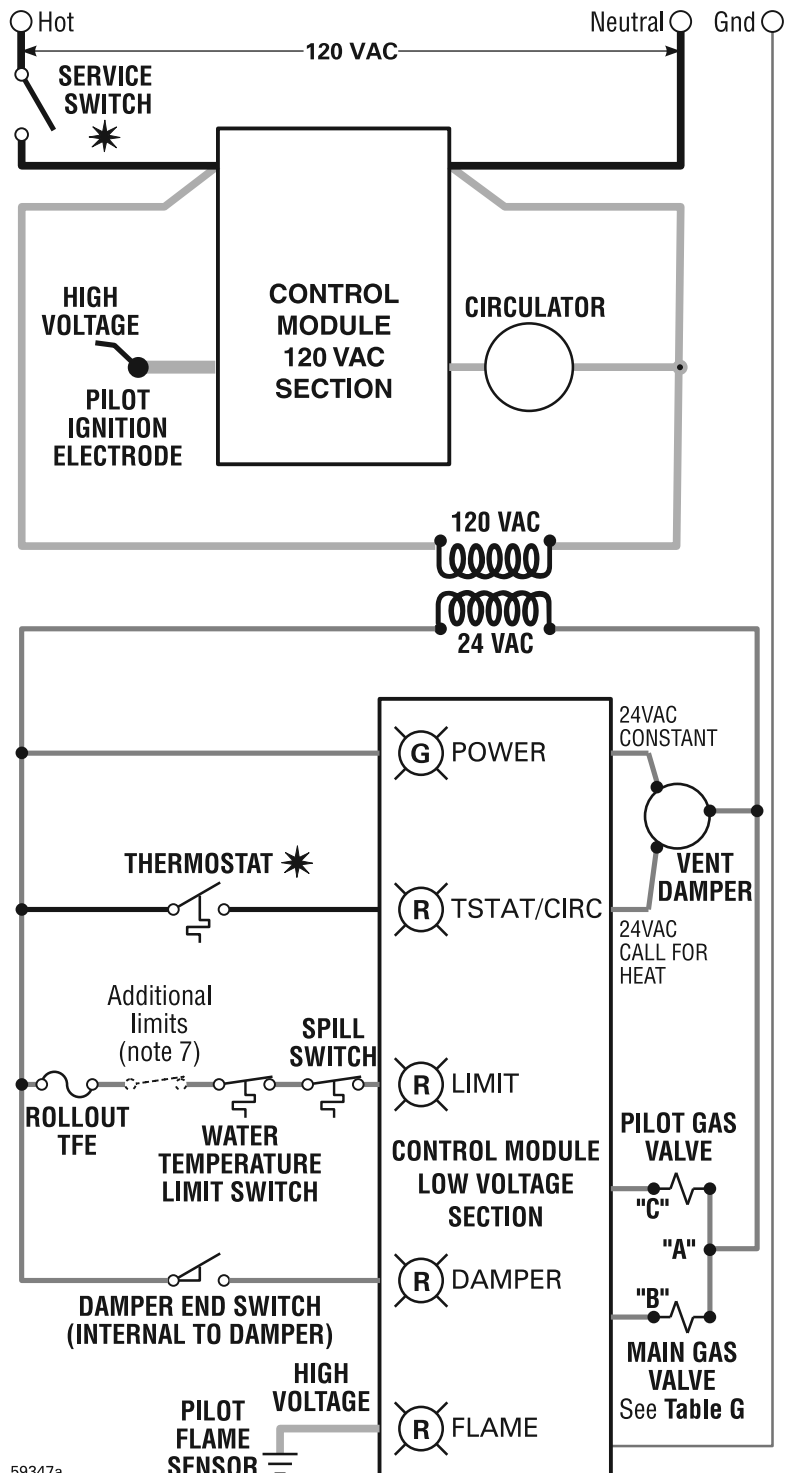 Hot
Neutral
Gnd
120 VAC
SERVICE
SWITCH
CONTROL
MODULE
120 VAC
SECTION
HIGH
VOLTAGE
CIRCULATOR
PILOT
IGNITION
ELECTRODE
120 VAC
24 VAC
24VAC
CONSTANT
G POWER
VENT
DAMPER
THERMOSTAT
R TSTAT/CIRC
24VAC
CALL FOR
HEAT
Additional
limits
(note 7)
SPILL
SWITCH
R LIMIT
ROLLOUT
TFE
WATER
TEMPERATURE
LIMIT SWITCH
CONTROL MODULE
LOW VOLTAGE
SECTION
PILOT GAS
VALVE
"C"
"A"
"B"
R DAMPER
DAMPER END SWITCH
(INTERNAL TO DAMPER)
MAIN GAS
VALVE
See Table G
HIGH
VOLTAGE
PILOT
FLAME
SENSOR
R FLAME
59347a